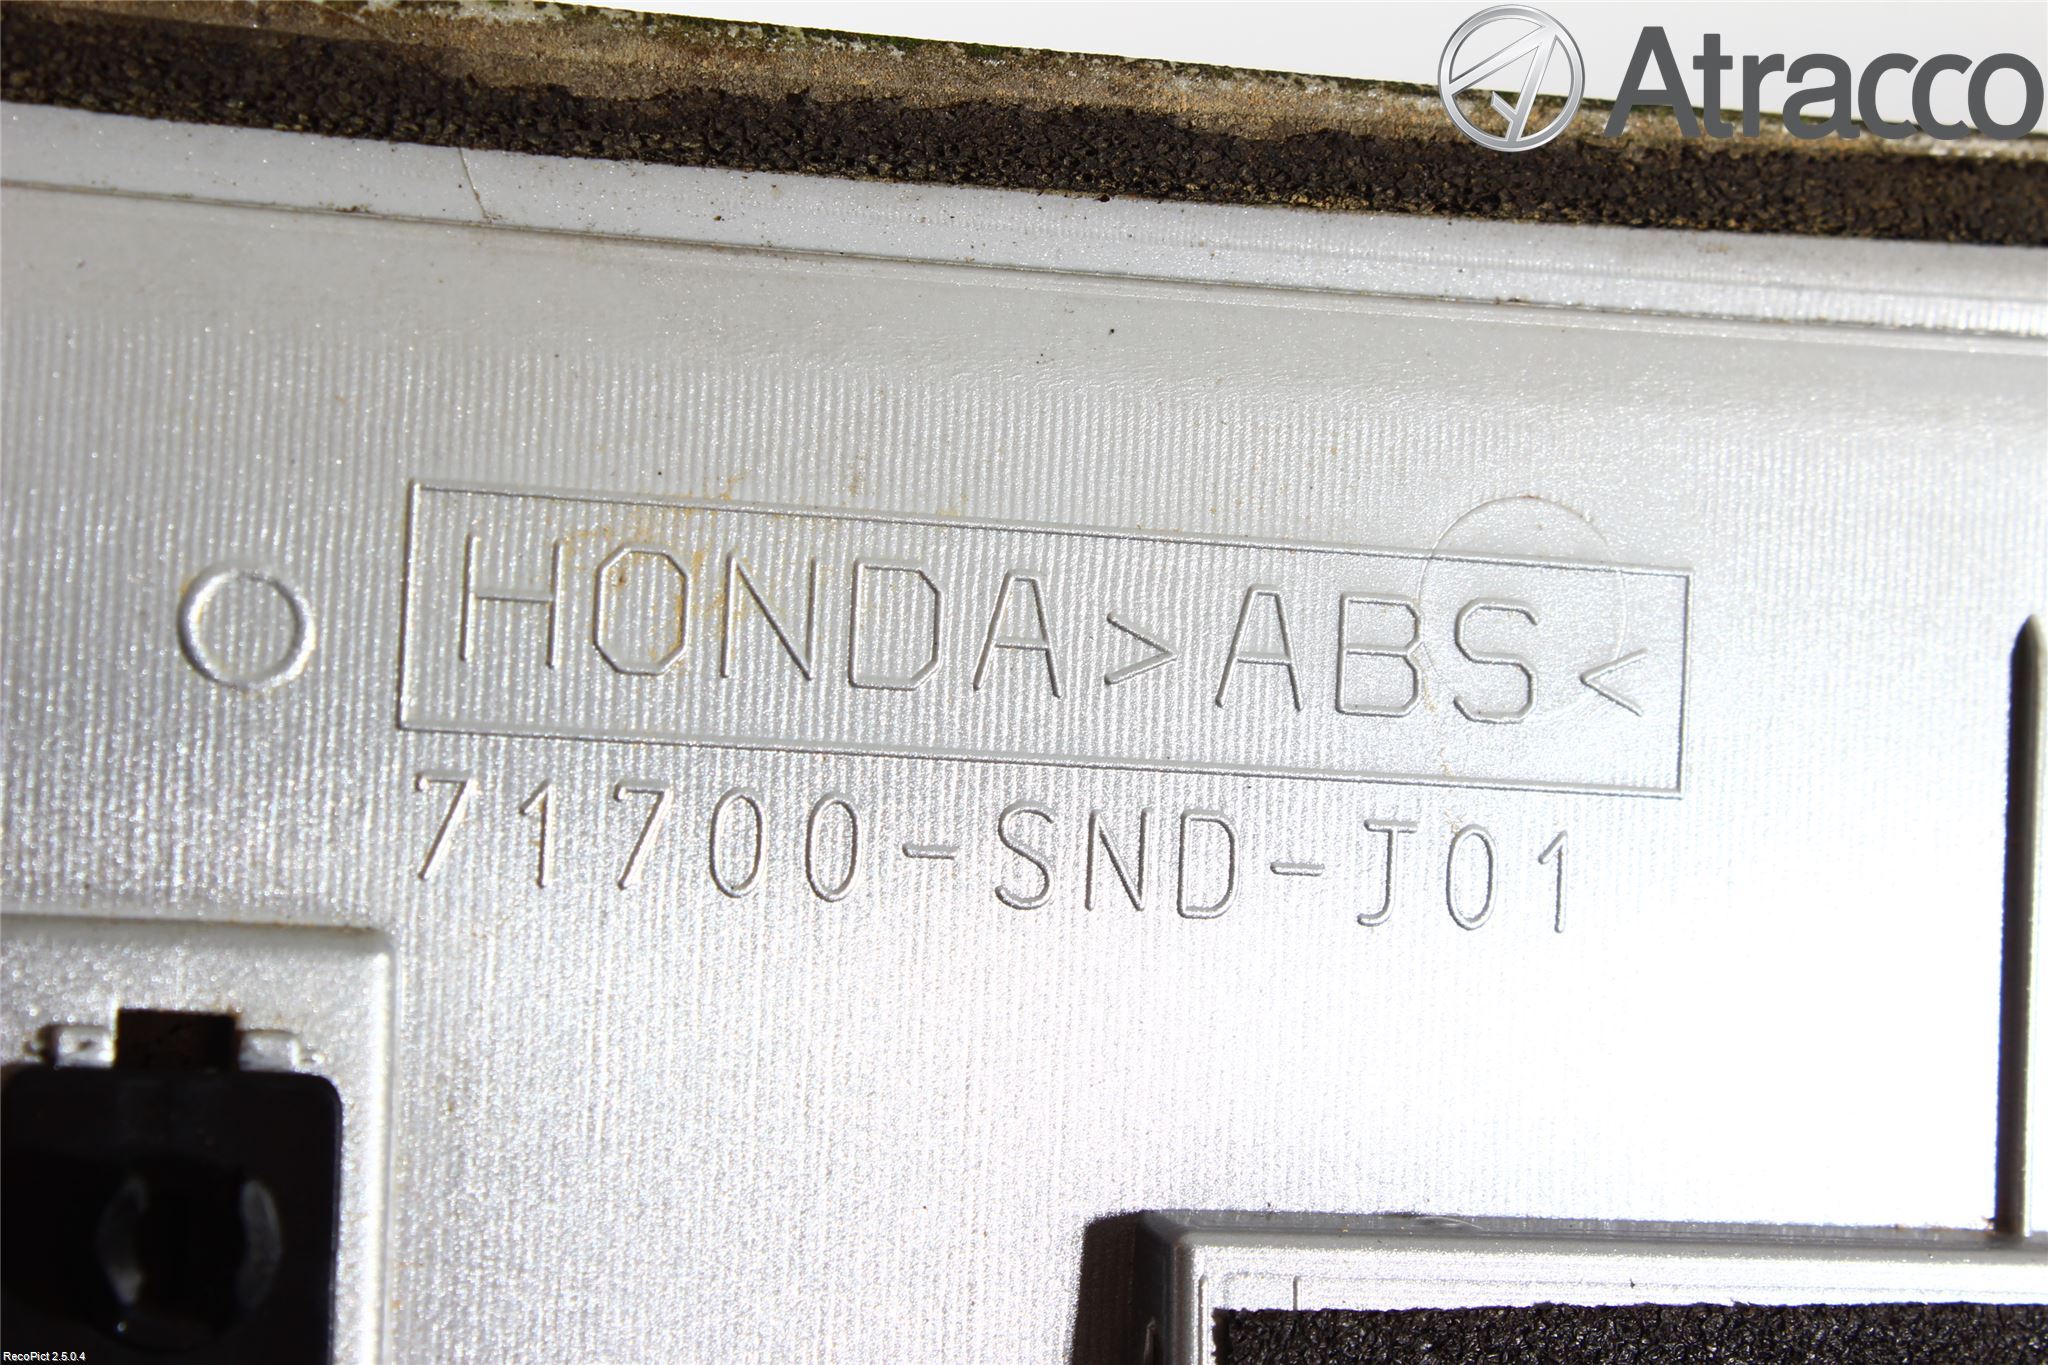 Atracco
HONDA>ABS<
71700-SND-J01
RecoPict 2.5.0.4